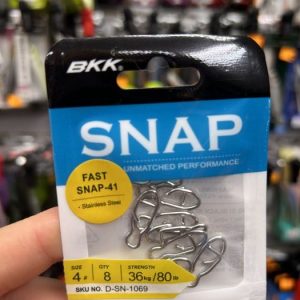 BKK
SNAP
UNMATCHED PERFORMANCE
FAST
SNAP-41
- Stainless Steel
SIZE QTY STRENGTH
4# 8 36kg/80lb
SKU NO. D-SN-1069